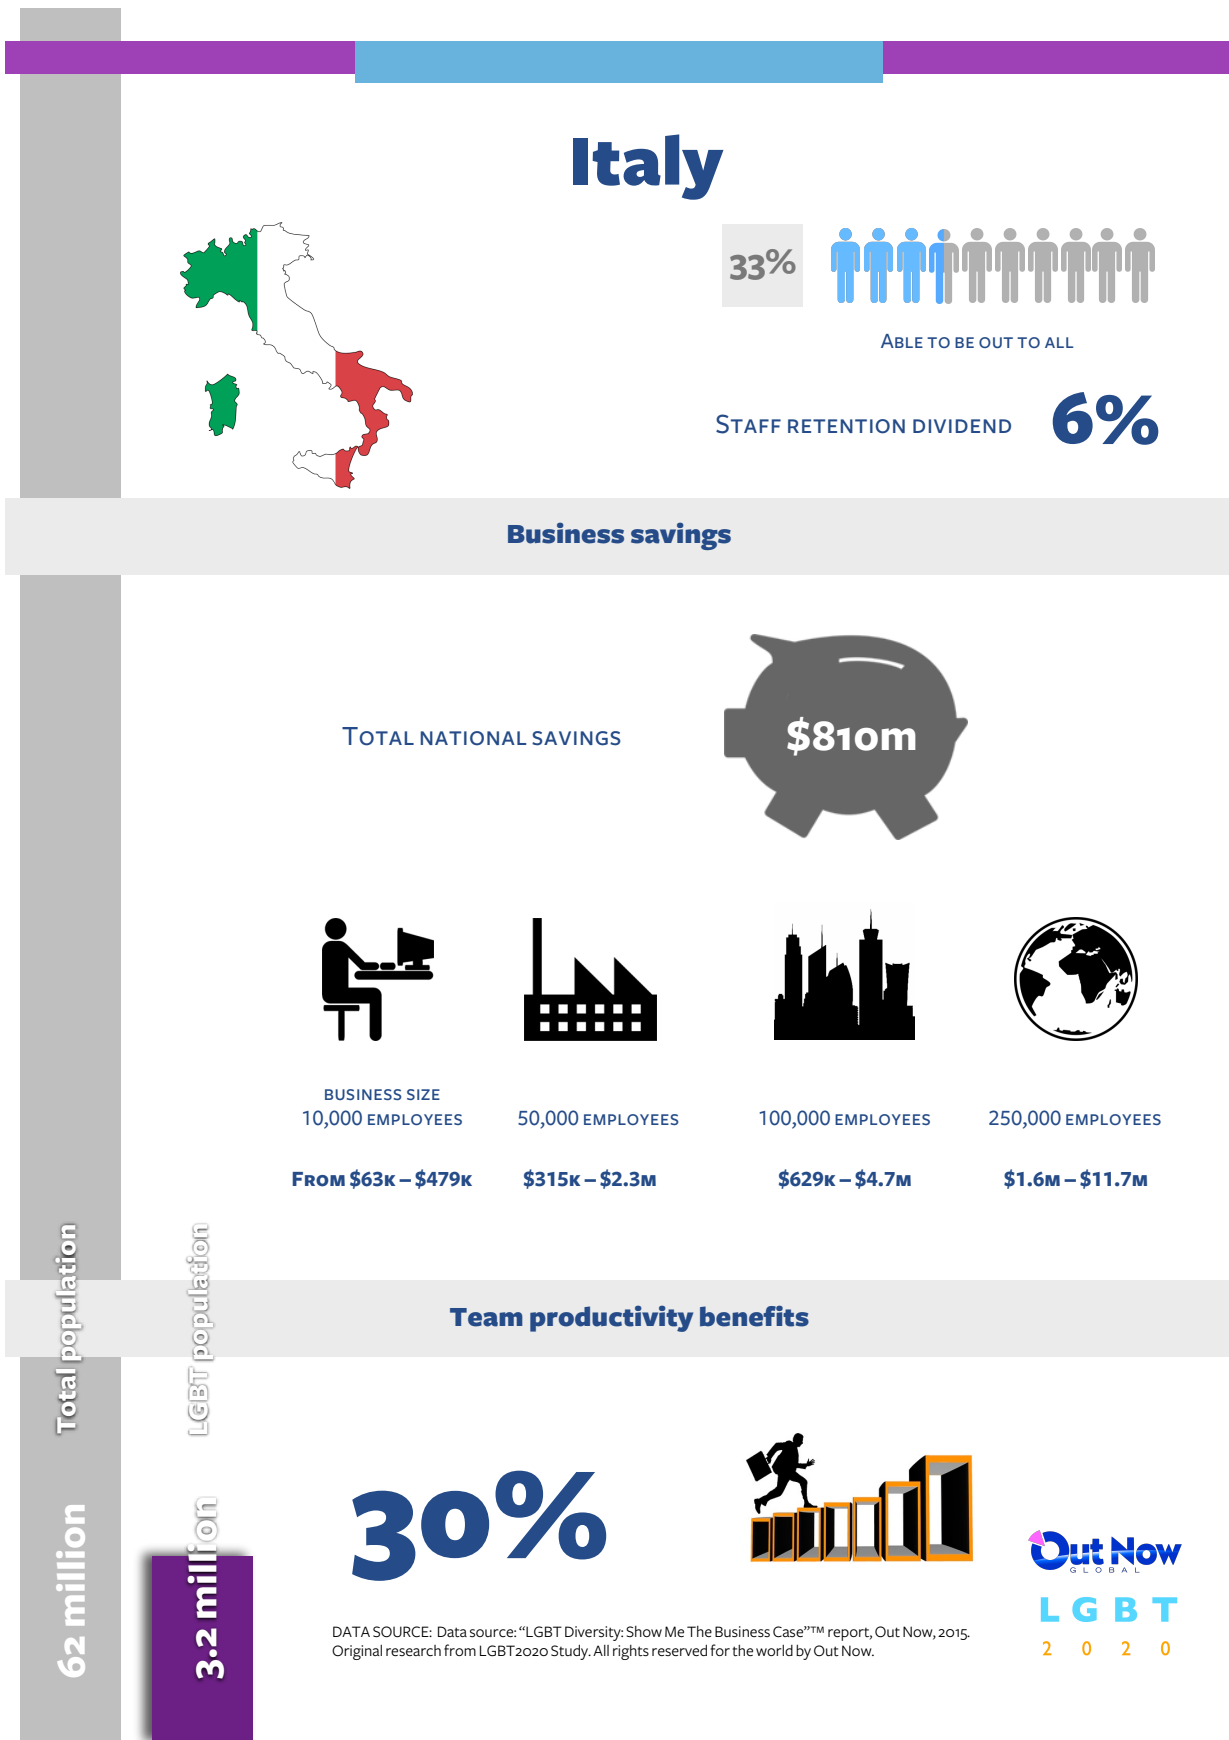 Italy
33%
Able to be out to all
Staff retention dividend 6%
Business savings
Total national savings
$810m
business size
10,000 employees
50,000 employees
100,000 employees
250,000 employees
From $63k – $479k
$315k – $2.3m
$629k – $4.7m
$1.6m – $11.7m
Total population
62 million
LGBT population
3.2 million
Team productivity benefits
30%
DATA SOURCE: Data source: “LGBT Diversity: Show Me The Business Case”™ report, Out Now, 2015.
Original research from LGBT2020 Study. All rights reserved for the world by Out Now.
Out Now
GLOBAL
LGBT
2020